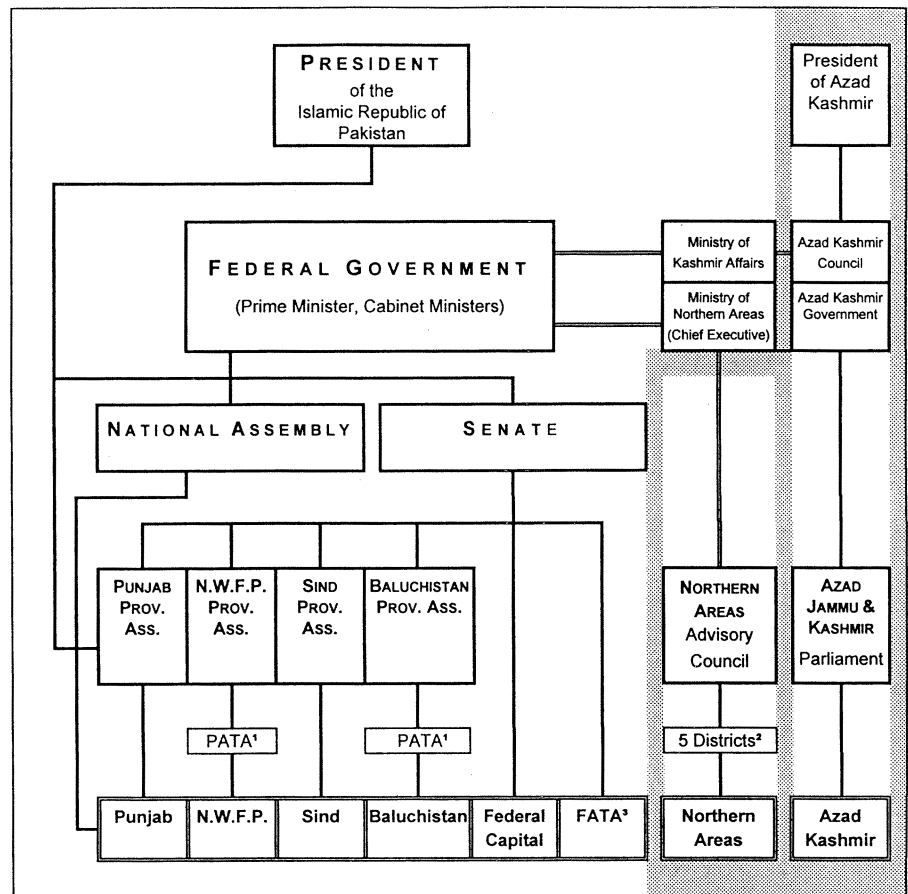 PRESIDENT
of the
Islamic Republic of
Pakistan
President
of Azad
Kashmir
FEDERAL GOVERNMENT
(Prime Minister, Cabinet Ministers)
Ministry of
Kashmir Affairs
Azad Kashmir
Council
Ministry of
Northern Areas
(Chief Executive)
Azad Kashmir
Government
NATIONAL ASSEMBLY
SENATE
PUNJAB
PROV.
ASS.
N.W.F.P.
PROV.
ASS.
SIND
PROV.
ASS.
BALUCHISTAN
PROV. ASS.
NORTHERN
AREAS
Advisory
Council
AZAD
JAMMU &
KASHMIR
Parliament
PATA¹
PATA¹
5 Districts²
Punjab
N.W.F.P.
Sind
Baluchistan
Federal
Capital
FATA³
Northern
Areas
Azad
Kashmir